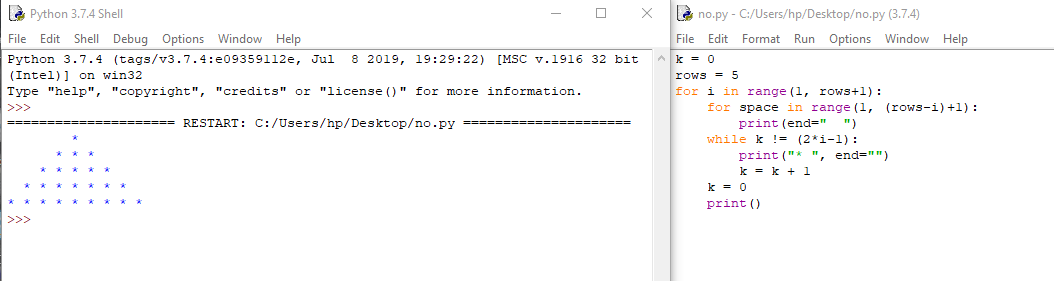 Python 3.7.4 Shell
File Edit Shell Debug Options Window Help
Python 3.7.4 (tags/v3.7.4:e09359112e, Jul  8 2019, 19:29:22) [MSC v.1916 32 bit
(Intel)] on win32
Type "help", "copyright", "credits" or "license()" for more information.
>>>
===================== RESTART: C:/Users/hp/Desktop/no.py =====================
        *
      * * *
    * * * * *
  * * * * * * *
* * * * * * * * *
>>>
no.py - C:/Users/hp/Desktop/no.py (3.7.4)
File Edit Format Run Options Window Help
k = 0
rows = 5
for i in range(1, rows+1):
    for space in range(1, (rows-i)+1):
        print(end="  ")
    while k != (2*i-1):
        print("* ", end="")
        k = k + 1
    k = 0
    print()